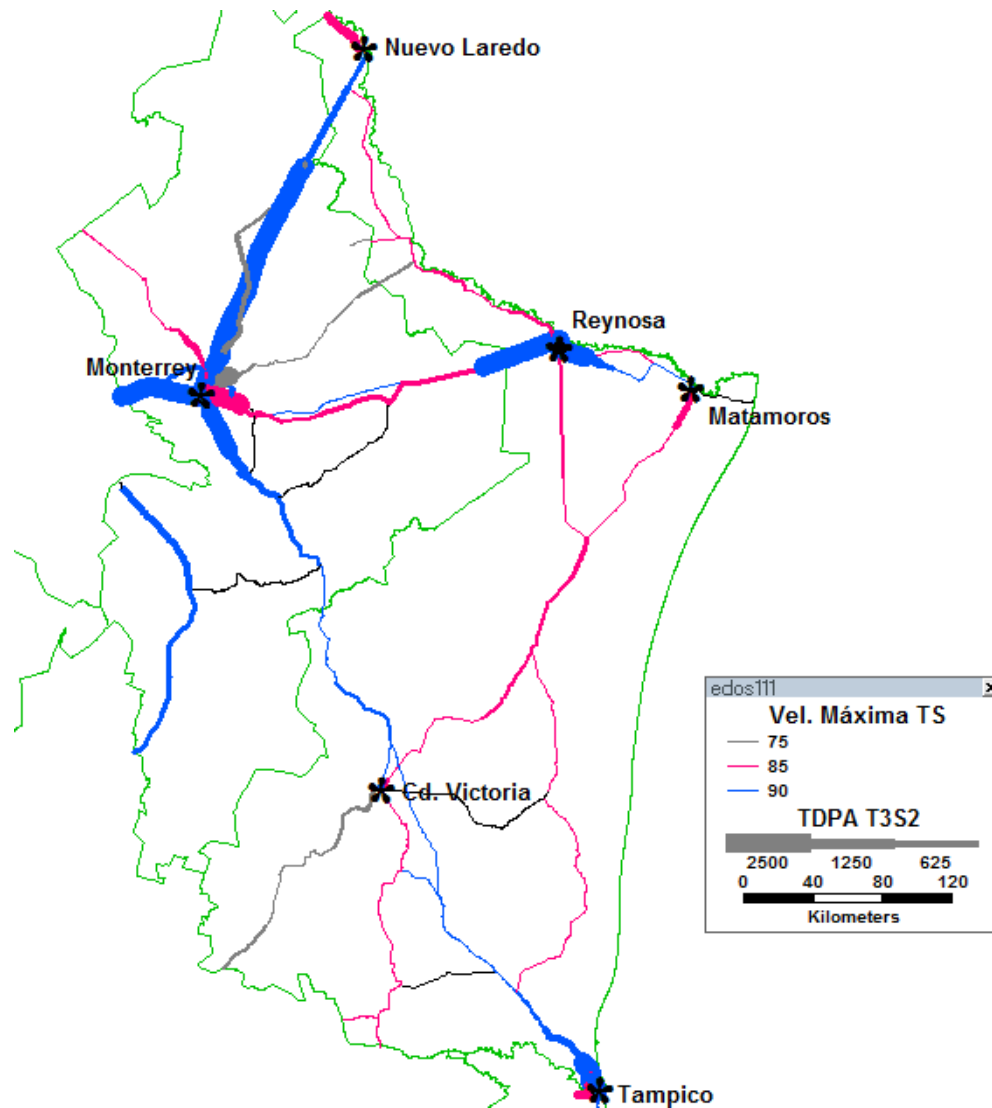 Nuevo Laredo
Reynosa
Monterrey
Matamoros
edos111
Vel. Máxima TS
75
85
90
Cd. Victoria
TDPA T3S2
2500 1250 625
0 40 80 120
Kilometers
Tampico